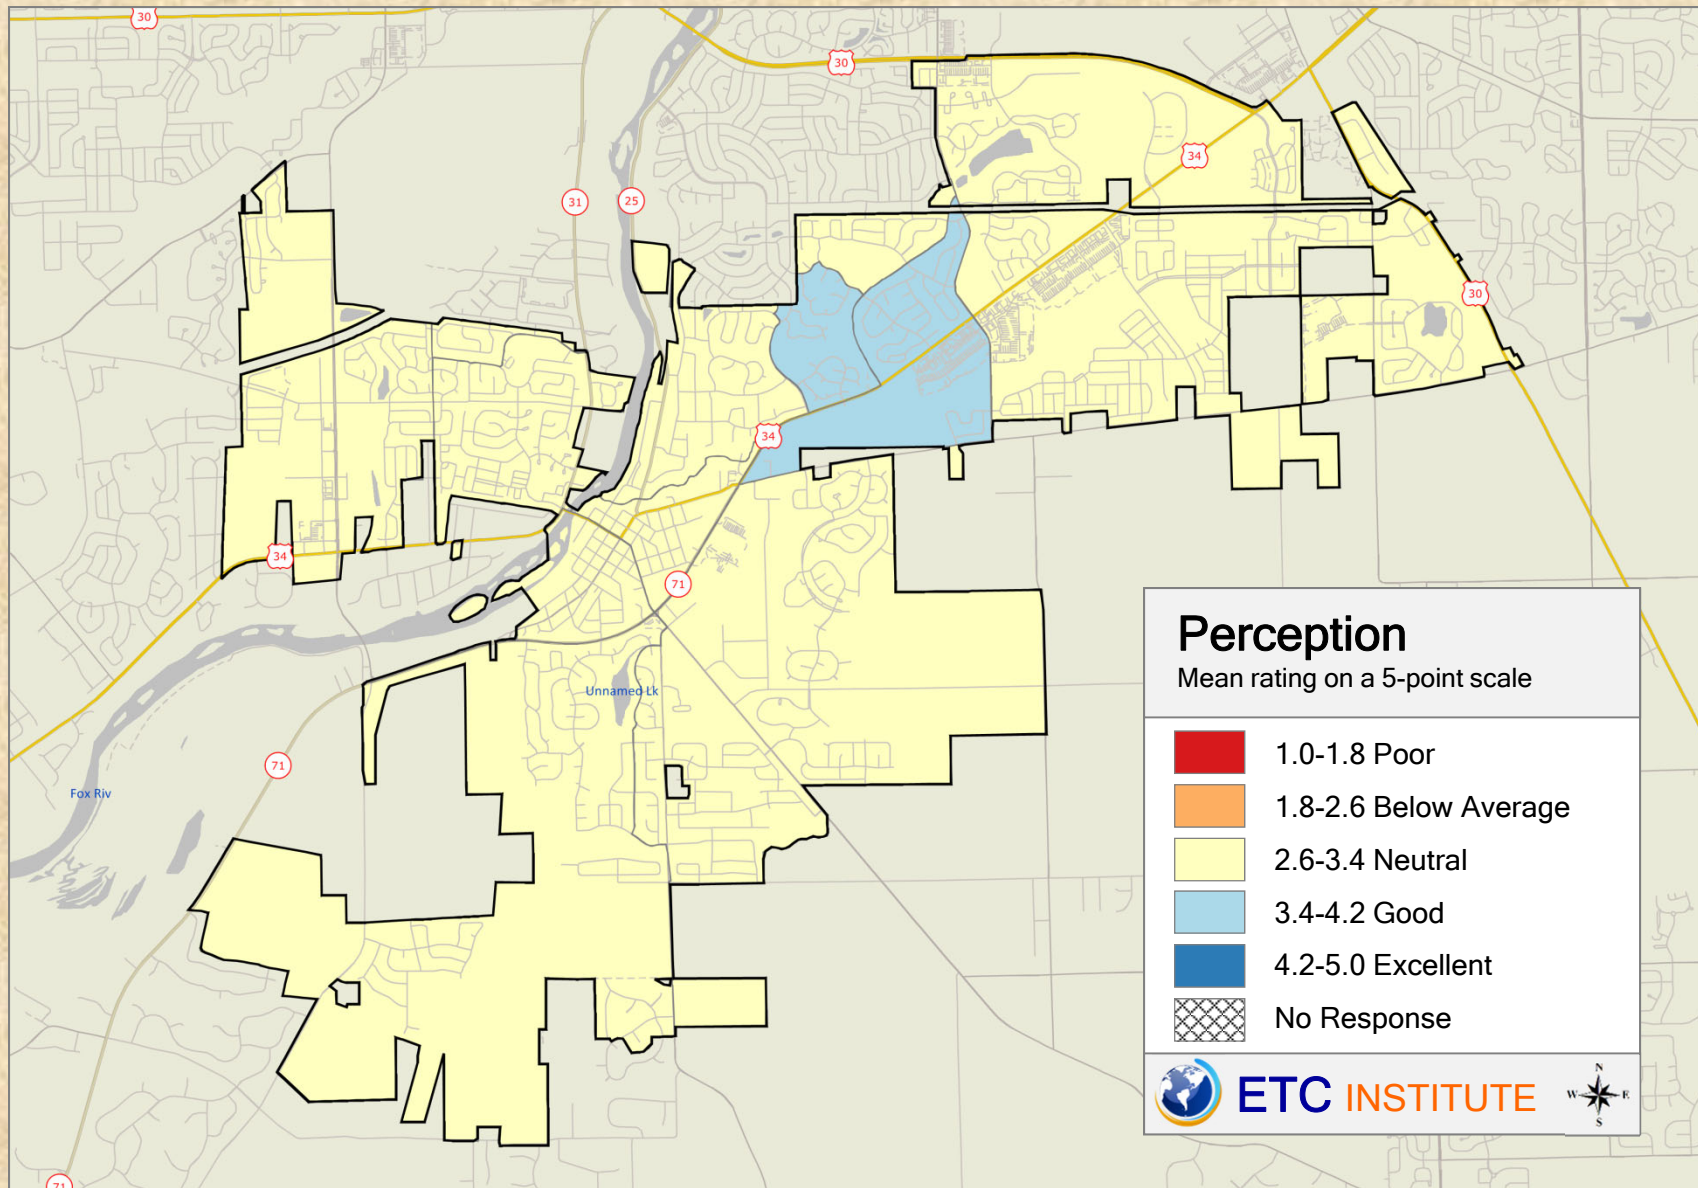 30
30
34
31
25
30
34
34
71
Unnamed Lk
71
Fox Riv
71
Perception
Mean rating on a 5-point scale
1.0-1.8 Poor
1.8-2.6 Below Average
2.6-3.4 Neutral
3.4-4.2 Good
4.2-5.0 Excellent
No Response
ETC INSTITUTE
N
W E
S